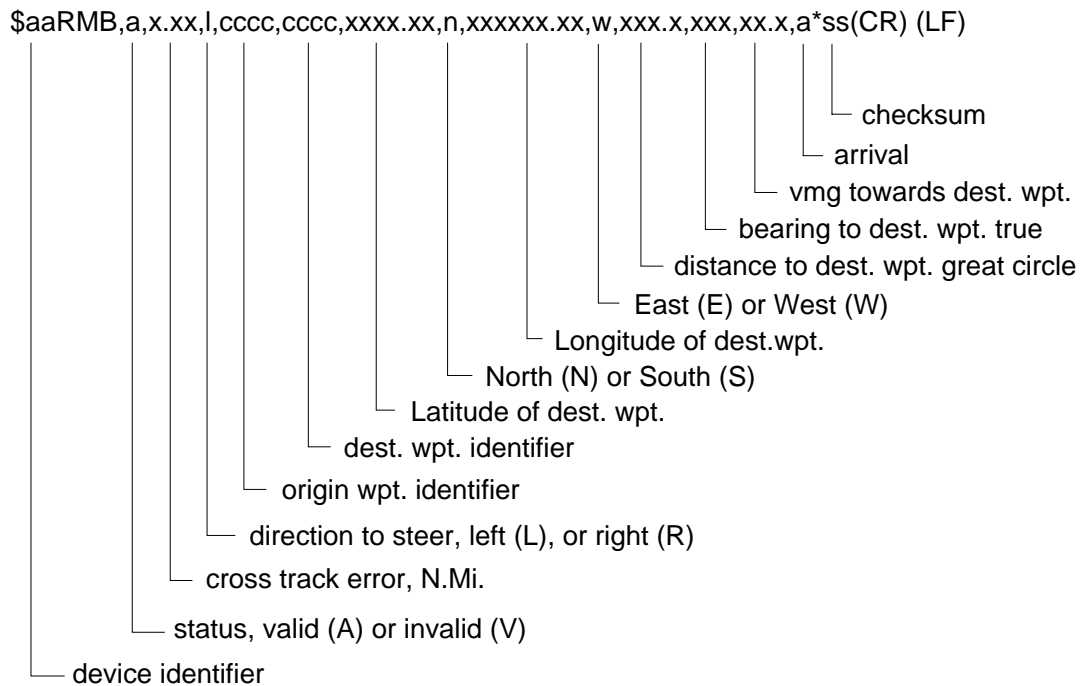 $aaRMB,a,x.xx,l,cccc,cccc,xxxx.xx,n,xxxxxx.xx,w,xxx.x,xxx,xx.x,a*ss(CR) (LF)
checksum
arrival
vmg towards dest. wpt.
bearing to dest. wpt. true
distance to dest. wpt. great circle
East (E) or West (W)
Longitude of dest.wpt.
North (N) or South (S)
Latitude of dest. wpt.
dest. wpt. identifier
origin wpt. identifier
direction to steer, left (L), or right (R)
cross track error, N.Mi.
status, valid (A) or invalid (V)
device identifier